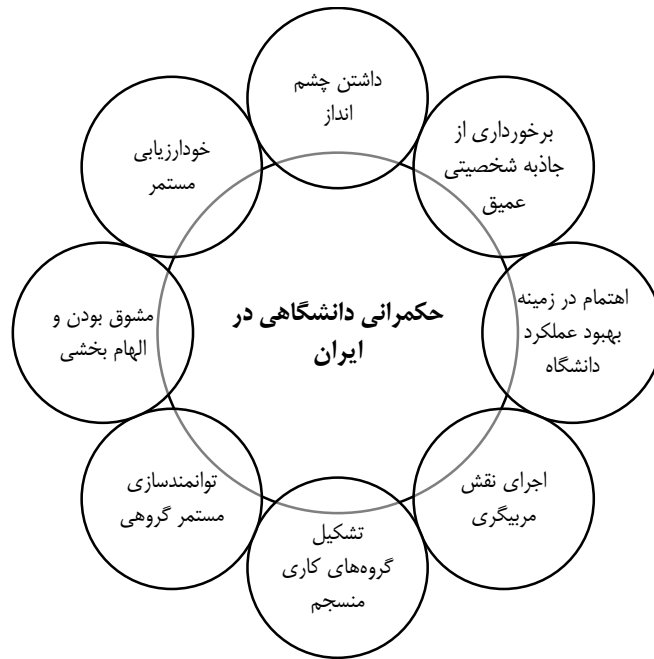 داشتن چشم
انداز
برخورداری از
جاذبه شخصیتی
عمیق
اهتمام در زمینه
بهبود عملکرد
دانشگاه
اجرای نقش
مربیگری
تشکیل
گروه‌های کاری
منسجم
توانمندسازی
مستمر گروهی
مشوق بودن و
الهام بخشی
خودارزیابی
مستمر
حکمرانی دانشگاهی در
ایران